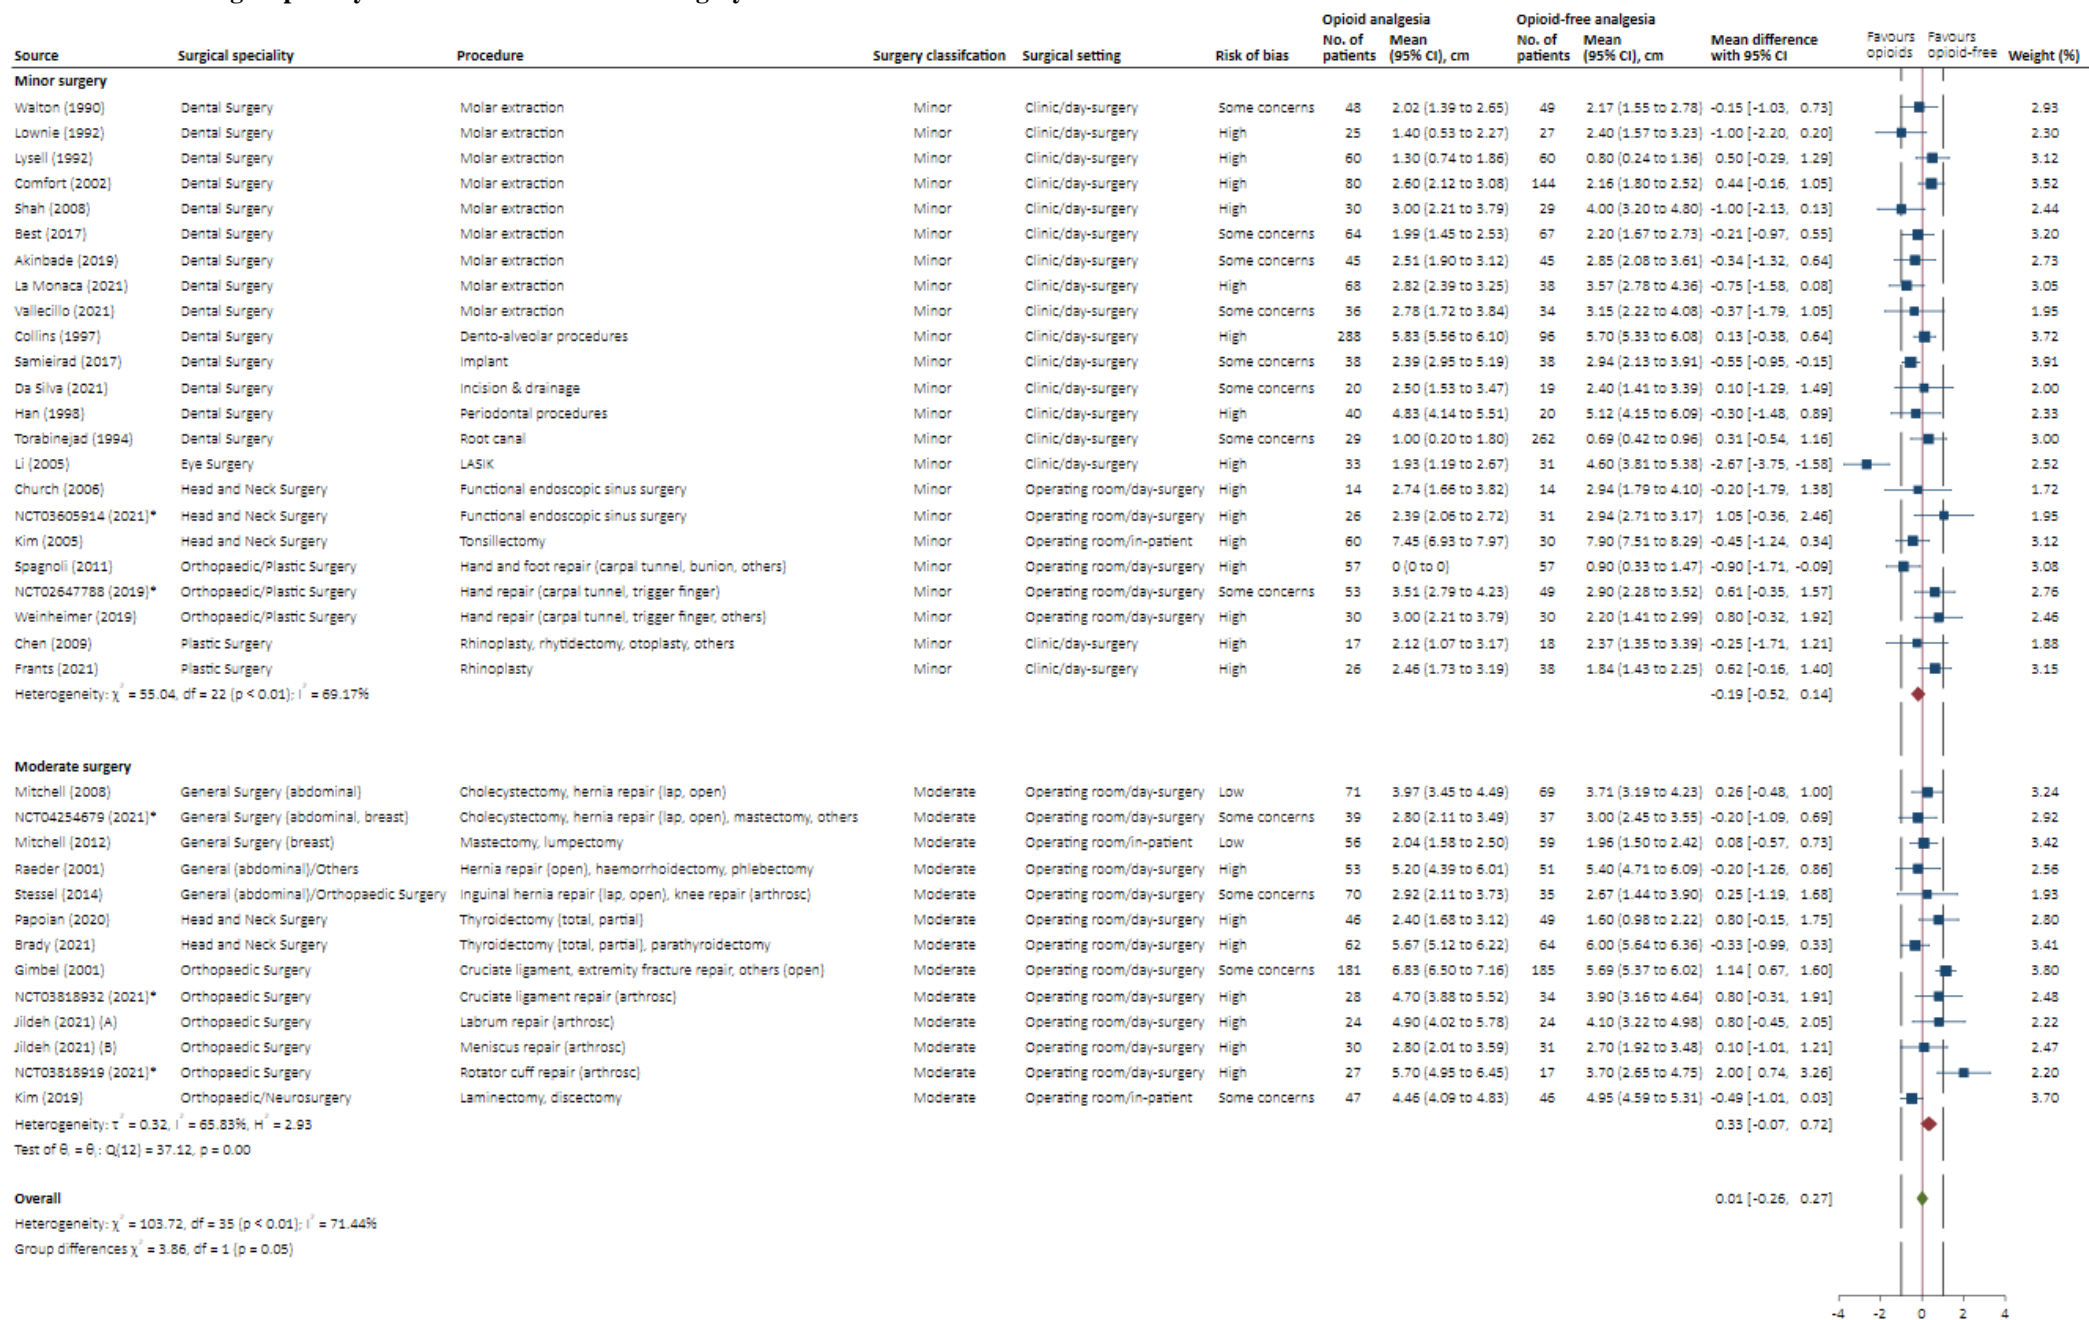 Opioid analgesia Opioid-free analgesia
Source Surgical speciality Procedure Surgery classifcation Surgical setting Risk of bias No. of patients Mean (95% CI), cm No. of patients Mean (95% CI), cm Mean difference with 95% CI Favours opioids Favours opioid-free Weight (%)
Minor surgery
Walton (1990) Dental Surgery Molar extraction Minor Clinic/day-surgery Some concerns 48 2.02 (1.39 to 2.65) 49 2.17 (1.55 to 2.78) -0.15 [-1.03, 0.73] 2.93
Lownie (1992) Dental Surgery Molar extraction Minor Clinic/day-surgery High 25 1.40 (0.53 to 2.27) 27 2.40 (1.57 to 3.23) -1.00 [-2.20, 0.20] 2.30
Lysell (1992) Dental Surgery Molar extraction Minor Clinic/day-surgery High 60 1.30 (0.74 to 1.86) 60 0.80 (0.24 to 1.36) 0.50 [-0.29, 1.29] 3.12
Comfort (2002) Dental Surgery Molar extraction Minor Clinic/day-surgery High 80 2.60 (2.12 to 3.08) 144 2.16 (1.80 to 2.52) 0.44 [-0.16, 1.05] 3.52
Shah (2008) Dental Surgery Molar extraction Minor Clinic/day-surgery High 30 3.00 (2.21 to 3.79) 29 4.00 (3.20 to 4.80) -1.00 [-2.13, 0.13] 2.44
Best (2017) Dental Surgery Molar extraction Minor Clinic/day-surgery Some concerns 64 1.99 (1.45 to 2.53) 67 2.20 (1.67 to 2.73) -0.21 [-0.97, 0.55] 3.20
Akinbade (2019) Dental Surgery Molar extraction Minor Clinic/day-surgery Some concerns 45 2.51 (1.90 to 3.12) 45 2.85 (2.08 to 3.61) -0.34 [-1.32, 0.64] 2.73
La Monaca (2021) Dental Surgery Molar extraction Minor Clinic/day-surgery High 68 2.82 (2.39 to 3.25) 38 3.57 (2.78 to 4.36) -0.75 [-1.58, 0.08] 3.05
Vallecillo (2021) Dental Surgery Molar extraction Minor Clinic/day-surgery Some concerns 36 2.78 (1.72 to 3.84) 34 3.15 (2.22 to 4.08) -0.37 [-1.79, 1.05] 1.95
Collins (1997) Dental Surgery Dento-alveolar procedures Minor Clinic/day-surgery High 288 5.83 (5.56 to 6.10) 96 5.70 (5.33 to 6.08) 0.13 [-0.38, 0.64] 3.72
Samieirad (2017) Dental Surgery Implant Minor Clinic/day-surgery Some concerns 38 2.39 (2.95 to 5.19) 38 2.94 (2.13 to 3.91) -0.55 [-0.95, -0.15] 3.91
Da Silva (2021) Dental Surgery Incision & drainage Minor Clinic/day-surgery Some concerns 20 2.50 (1.53 to 3.47) 19 2.40 (1.41 to 3.39) 0.10 [-1.29, 1.49] 2.00
Han (1998) Dental Surgery Periodontal procedures Minor Clinic/day-surgery High 40 4.83 (4.14 to 5.51) 20 5.12 (4.15 to 6.09) -0.30 [-1.48, 0.89] 2.33
Torabinejad (1994) Dental Surgery Root canal Minor Clinic/day-surgery Some concerns 29 1.00 (0.20 to 1.80) 262 0.69 (0.42 to 0.96) 0.31 [-0.54, 1.16] 3.00
Li (2005) Eye Surgery LASIK Minor Clinic/day-surgery High 33 1.93 (1.19 to 2.67) 31 4.60 (3.81 to 5.38) -2.67 [-3.75, -1.58] 2.52
Church (2006) Head and Neck Surgery Functional endoscopic sinus surgery Minor Operating room/day-surgery High 14 2.74 (1.66 to 3.82) 14 2.94 (1.79 to 4.10) -0.20 [-1.79, 1.38] 1.72
NCT03605914 (2021)* Head and Neck Surgery Functional endoscopic sinus surgery Minor Operating room/day-surgery High 26 2.39 (2.06 to 2.72) 31 2.94 (2.71 to 3.17) 1.05 [-0.36, 2.46] 1.95
Kim (2005) Head and Neck Surgery Tonsillectomy Minor Operating room/in-patient High 60 7.45 (6.93 to 7.97) 30 7.90 (7.51 to 8.29) -0.45 [-1.24, 0.34] 3.12
Spagnoli (2011) Orthopaedic/Plastic Surgery Hand and foot repair (carpal tunnel, bunion, others) Minor Operating room/day-surgery High 57 0 (0 to 0) 57 0.90 (0.33 to 1.47) -0.90 [-1.71, -0.09] 3.08
NCT02647788 (2019)* Orthopaedic/Plastic Surgery Hand repair (carpal tunnel, trigger finger) Minor Operating room/day-surgery Some concerns 53 3.51 (2.79 to 4.23) 49 2.90 (2.28 to 3.52) 0.61 [-0.35, 1.57] 2.76
Weinheimer (2019) Orthopaedic/Plastic Surgery Hand repair (carpal tunnel, trigger finger, others) Minor Operating room/day-surgery High 30 3.00 (2.21 to 3.79) 30 2.20 (1.41 to 2.99) 0.80 [-0.32, 1.92] 2.46
Chen (2009) Plastic Surgery Rhinoplasty, rhytidectomy, otoplasty, others Minor Clinic/day-surgery High 17 2.12 (1.07 to 3.17) 18 2.37 (1.35 to 3.39) -0.25 [-1.71, 1.21] 1.88
Frants (2021) Plastic Surgery Rhinoplasty Minor Clinic/day-surgery High 26 2.46 (1.73 to 3.19) 38 1.84 (1.43 to 2.25) 0.62 [-0.16, 1.40] 3.15
Heterogeneity: χ² = 55.04, df = 22 (p < 0.01); I² = 69.17% -0.19 [-0.52, 0.14]
Moderate surgery
Mitchell (2008) General Surgery (abdominal) Cholecystectomy, hernia repair (lap, open) Moderate Operating room/day-surgery Low 71 3.97 (3.45 to 4.49) 69 3.71 (3.19 to 4.23) 0.26 [-0.48, 1.00] 3.24
NCT04254679 (2021)* General Surgery (abdominal, breast) Cholecystectomy, hernia repair (lap, open), mastectomy, others Moderate Operating room/day-surgery Some concerns 39 2.80 (2.11 to 3.49) 37 3.00 (2.45 to 3.55) -0.20 [-1.09, 0.69] 2.92
Mitchell (2012) General Surgery (breast) Mastectomy, lumpectomy Moderate Operating room/in-patient Low 56 2.04 (1.58 to 2.50) 59 1.96 (1.50 to 2.42) 0.08 [-0.57, 0.73] 3.42
Raeder (2001) General (abdominal)/Others Hernia repair (open), haemorrhoidectomy, phlebectomy Moderate Operating room/day-surgery High 53 5.20 (4.39 to 6.01) 51 5.40 (4.71 to 6.09) -0.20 [-1.26, 0.86] 2.56
Stessel (2014) General (abdominal)/Orthopaedic Surgery Inguinal hernia repair (lap, open), knee repair (arthrosc) Moderate Operating room/day-surgery Some concerns 70 2.92 (2.11 to 3.73) 35 2.67 (1.44 to 3.90) 0.25 [-1.19, 1.68] 1.93
Papoian (2020) Head and Neck Surgery Thyroidectomy (total, partial) Moderate Operating room/day-surgery High 46 2.40 (1.68 to 3.12) 49 1.60 (0.98 to 2.22) 0.80 [-0.15, 1.75] 2.80
Brady (2021) Head and Neck Surgery Thyroidectomy (total, partial), parathyroidectomy Moderate Operating room/day-surgery High 62 5.67 (5.12 to 6.22) 64 6.00 (5.64 to 6.36) -0.33 [-0.99, 0.33] 3.41
Gimbel (2001) Orthopaedic Surgery Cruciate ligament, extremity fracture repair, others (open) Moderate Operating room/day-surgery Some concerns 181 6.83 (6.50 to 7.16) 185 5.69 (5.37 to 6.02) 1.14 [ 0.67, 1.60] 3.80
NCT03818932 (2021)* Orthopaedic Surgery Cruciate ligament repair (arthrosc) Moderate Operating room/day-surgery High 28 4.70 (3.88 to 5.52) 34 3.90 (3.16 to 4.64) 0.80 [-0.31, 1.91] 2.48
Jildeh (2021) (A) Orthopaedic Surgery Labrum repair (arthrosc) Moderate Operating room/day-surgery High 24 4.90 (4.02 to 5.78) 24 4.10 (3.22 to 4.98) 0.80 [-0.45, 2.05] 2.22
Jildeh (2021) (B) Orthopaedic Surgery Meniscus repair (arthrosc) Moderate Operating room/day-surgery High 30 2.80 (2.01 to 3.59) 31 2.70 (1.92 to 3.48) 0.10 [-1.01, 1.21] 2.47
NCT03818919 (2021)* Orthopaedic Surgery Rotator cuff repair (arthrosc) Moderate Operating room/day-surgery High 27 5.70 (4.95 to 6.45) 17 3.70 (2.65 to 4.75) 2.00 [ 0.74, 3.26] 2.20
Kim (2019) Orthopaedic/Neurosurgery Laminectomy, discectomy Moderate Operating room/in-patient Some concerns 47 4.46 (4.09 to 4.83) 46 4.95 (4.59 to 5.31) -0.49 [-1.01, 0.03] 3.70
Heterogeneity: τ² = 0.32, I² = 65.83%, H² = 2.93 0.33 [-0.07, 0.72]
Test of θᵢ = θⱼ: Q(12) = 37.12, p = 0.00
Overall 0.01 [-0.26, 0.27]
Heterogeneity: χ² = 103.72, df = 35 (p < 0.01); I² = 71.44%
Group differences χ² = 3.86, df = 1 (p = 0.05)
-4 -2 0 2 4